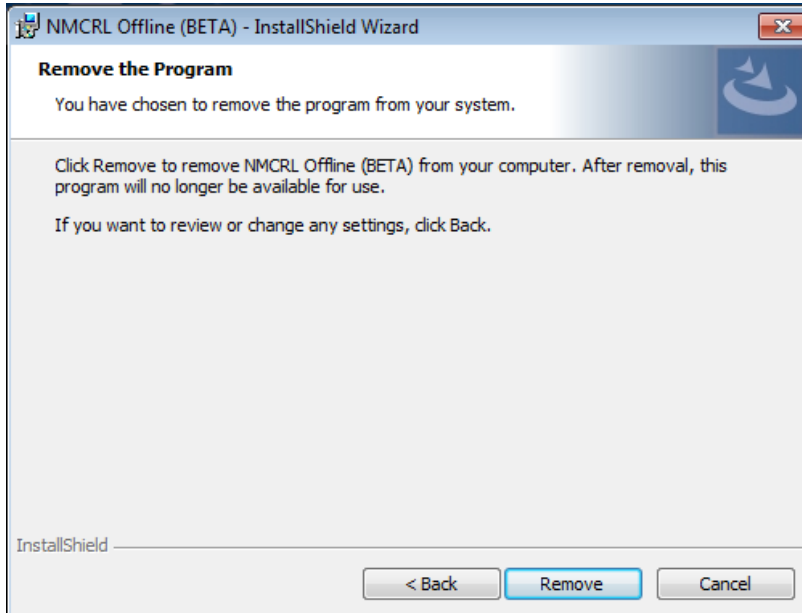 NMCRL Offline (BETA) - InstallShield Wizard
Remove the Program
You have chosen to remove the program from your system.
Click Remove to remove NMCRL Offline (BETA) from your computer. After removal, this
program will no longer be available for use.
If you want to review or change any settings, click Back.
InstallShield
< Back Remove Cancel